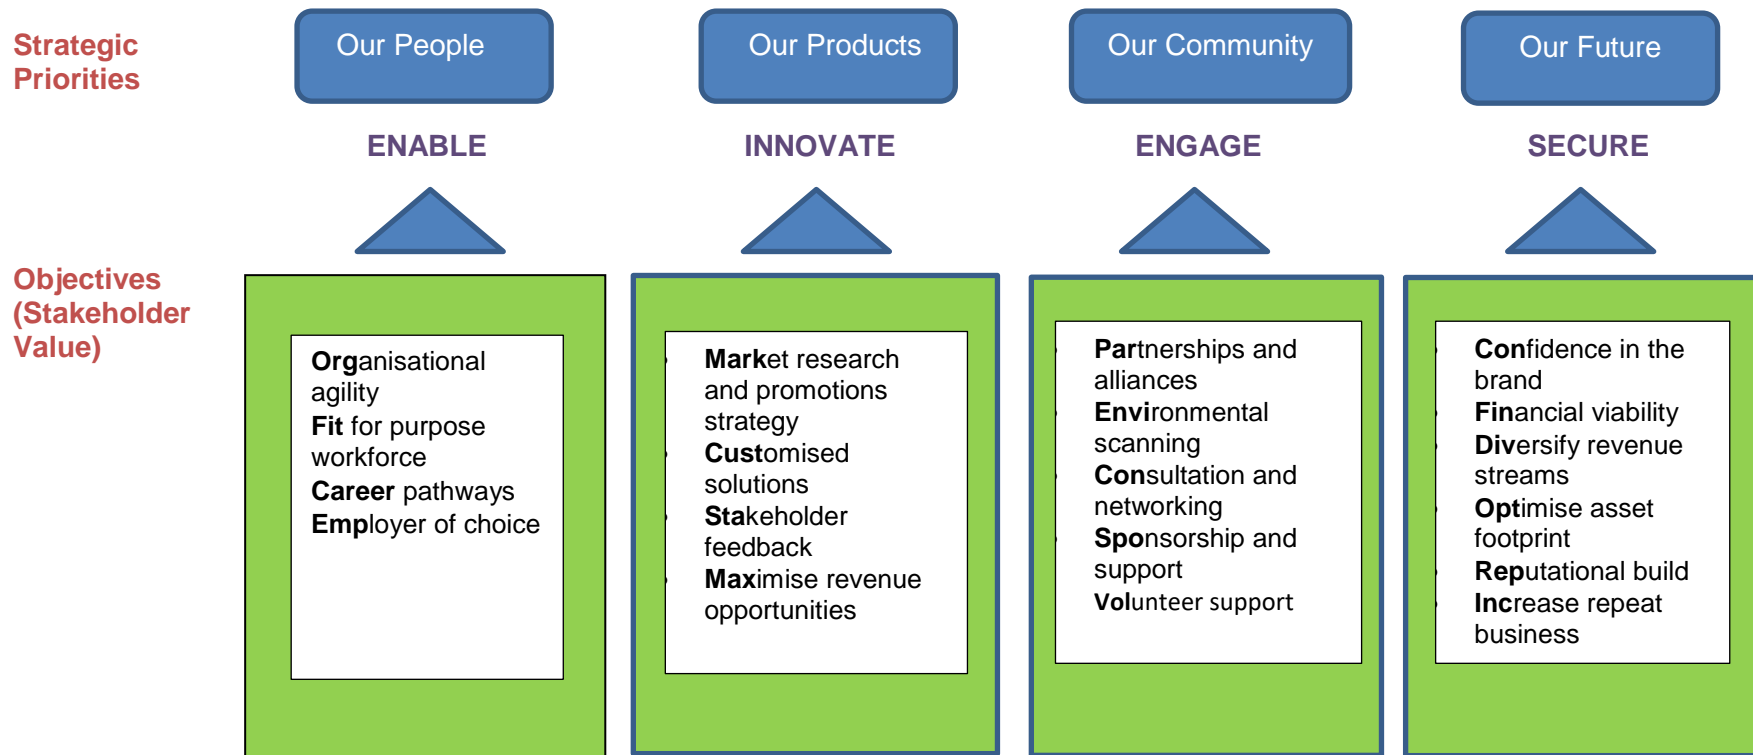 Strategic
Priorities
Our People
Our Products
Our Community
Our Future
ENABLE
INNOVATE
ENGAGE
SECURE
Objectives
(Stakeholder
Value)
Organisational
agility
Fit for purpose
workforce
Career pathways
Employer of choice
Market research
and promotions
strategy
Customised
solutions
Stakeholder
feedback
Maximise revenue
opportunities
Partnerships and
alliances
Environmental
scanning
Consultation and
networking
Sponsorship and
support
Volunteer support
Confidence in the
brand
Financial viability
Diversify revenue
streams
Optimise asset
footprint
Reputational build
Increase repeat
business